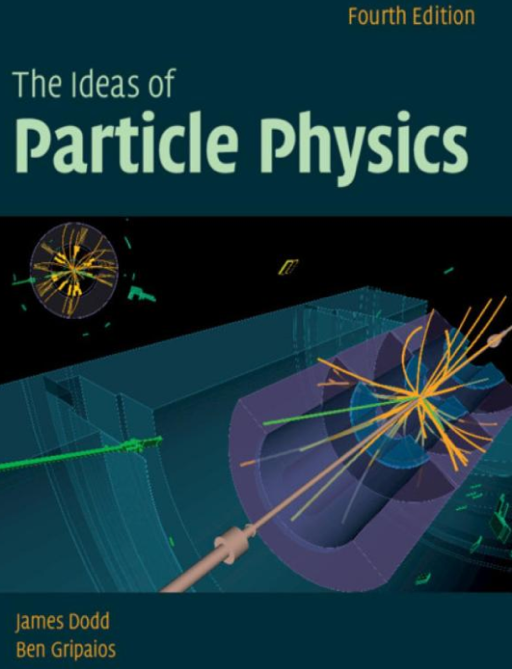 Fourth Edition
The Ideas of
Particle Physics
James Dodd
Ben Gripaios